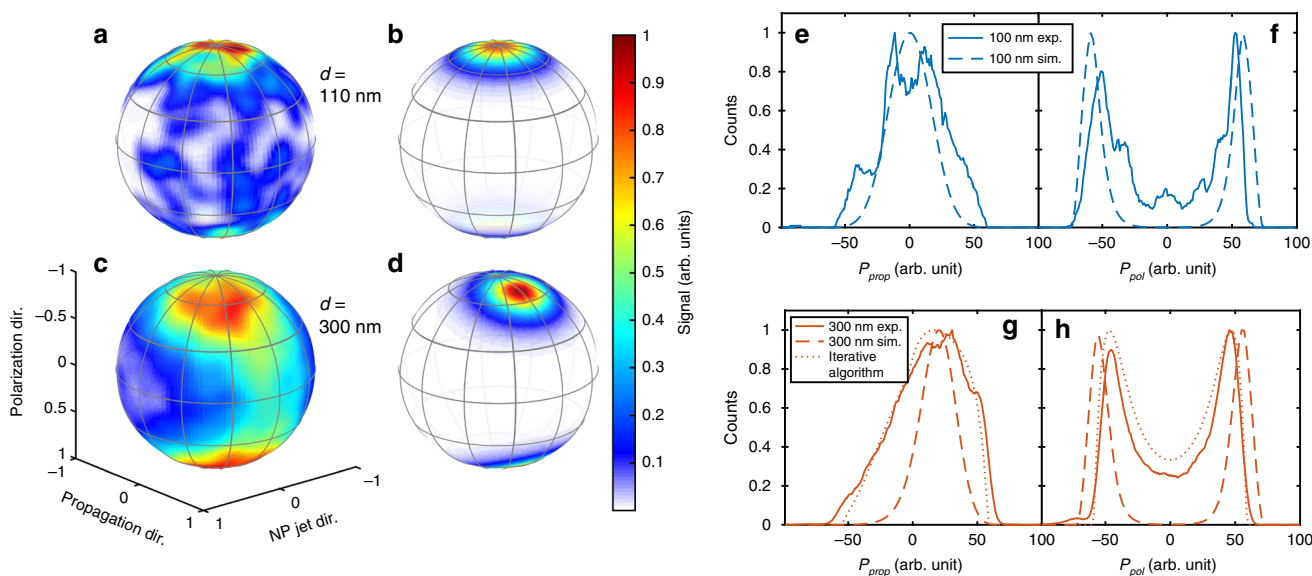 a
b
d =
110 nm
c
d
d =
300 nm
−1
−0.5
0
0.5
1
Polarization dir.
−1
0
1
Propagation dir.
1
0
−1
NP jet dir.
1
0.9
0.8
0.7
0.6
0.5
0.4
0.3
0.2
0.1
Signal (arb. units)
e
100 nm exp.
100 nm sim.
f
1
0.8
0.6
0.4
0.2
0
Counts
−50 0 50 100
−50 0 50 100
P_prop (arb. unit)
P_pol (arb. unit)
300 nm exp.
300 nm sim.
Iterative
algorithm
g
h
1
0.8
0.6
0.4
0.2
0
Counts
−50 0 50 100
−50 0 50 100
P_prop (arb. unit)
P_pol (arb. unit)